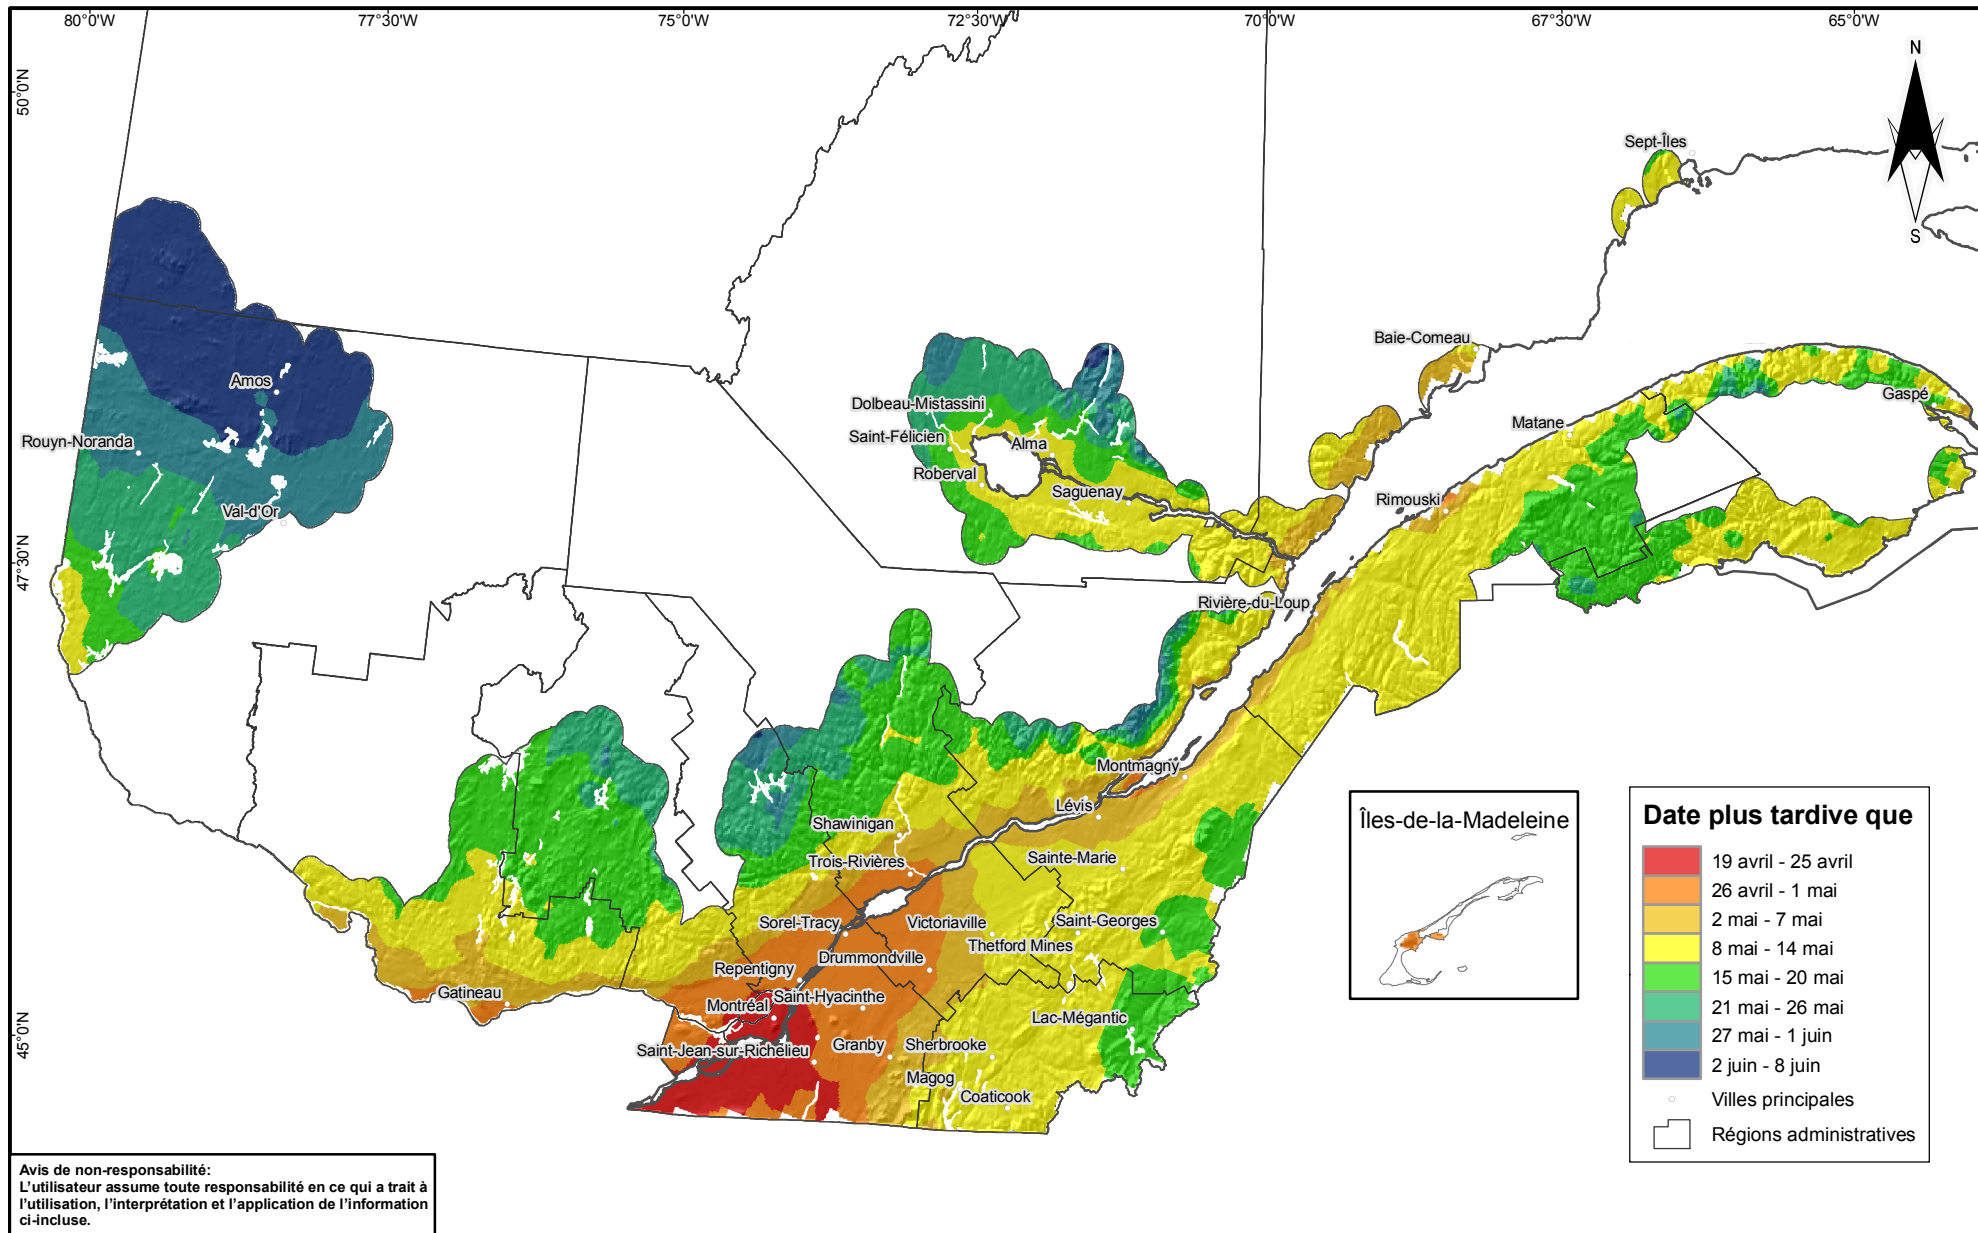 80°0'W 77°30'W 75°0'W 72°30'W 70°0'W 67°30'W 65°0'W
50°0'N
47°30'N
45°0'N
N
S
Sept-Îles
Baie-Comeau
Amos
Dolbeau-Mistassini
Gaspé
Matane
Rouyn-Noranda
Saint-Félicien
Alma
Roberval
Saguenay
Rimouski
Val-d'Or
Rivière-du-Loup
Montmagny
Lévis
Shawinigan
Trois-Rivières
Sainte-Marie
Sorel-Tracy
Victoriaville
Saint-Georges
Thetford Mines
Drummondville
Repentigny
Gatineau
Saint-Hyacinthe
Montréal
Lac-Mégantic
Saint-Jean-sur-Richelieu
Granby
Sherbrooke
Magog
Coaticook
Îles-de-la-Madeleine
Date plus tardive que
19 avril - 25 avril
26 avril - 1 mai
2 mai - 7 mai
8 mai - 14 mai
15 mai - 20 mai
21 mai - 26 mai
27 mai - 1 juin
2 juin - 8 juin
Villes principales
Régions administratives
Avis de non-responsabilité:
L'utilisateur assume toute responsabilité en ce qui a trait à
l'utilisation, l'interprétation et l'application de l'information
ci-incluse.